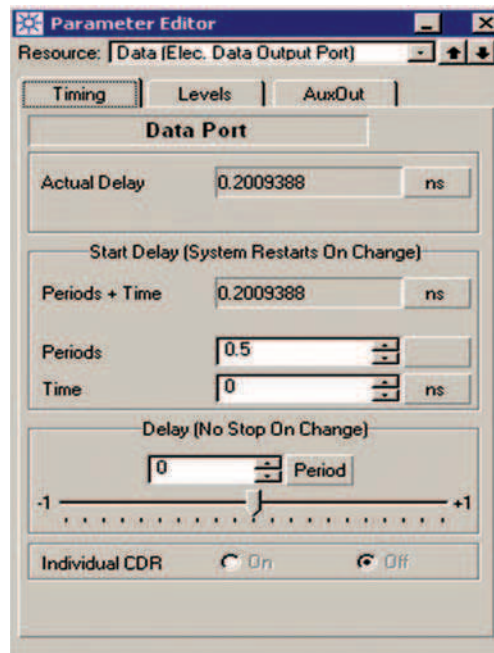 Parameter Editor
Resource: Data (Elec. Data Output Port)
Timing Levels AuxOut
Data Port
Actual Delay 0.2009388 ns
Start Delay (System Restarts On Change)
Periods + Time 0.2009388 ns
Periods 0.5
Time 0 ns
Delay (No Stop On Change)
0 Period
-1 +1
Individual CDR On Off